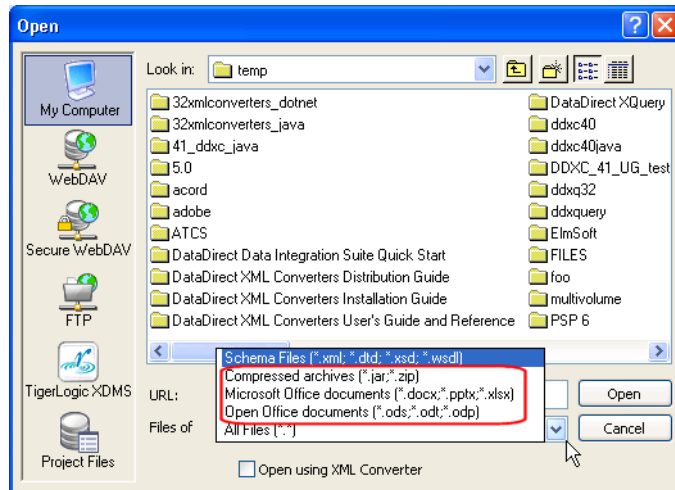 Open
Look in: temp
My Computer
WebDAV
Secure WebDAV
FTP
TigerLogic XDMS
Project Files
32xmlconverters_dotnet
32xmlconverters_java
41_ddxc_java
5.0
acord
adobe
ATCS
DataDirect Data Integration Suite Quick Start
DataDirect XML Converters Distribution Guide
DataDirect XML Converters Installation Guide
DataDirect XML Converters User's Guide and Reference
DataDirect XQuery
ddxc40
ddxc40java
DDXC_41_UG_test
ddxq32
ddxquery
ElmSoft
FILES
foo
multivolume
PSP 6
Schema Files (*.xml; *.dtd; *.xsd; *.wsdl)
Compressed archives (*.jar;*.zip)
Microsoft Office documents (*.docx;*.pptx;*.xlsx)
Open Office documents (*.ods;*.odt;*.odp)
All Files (*.*)
URL:
Open
Files of
Cancel
Open using XML Converter